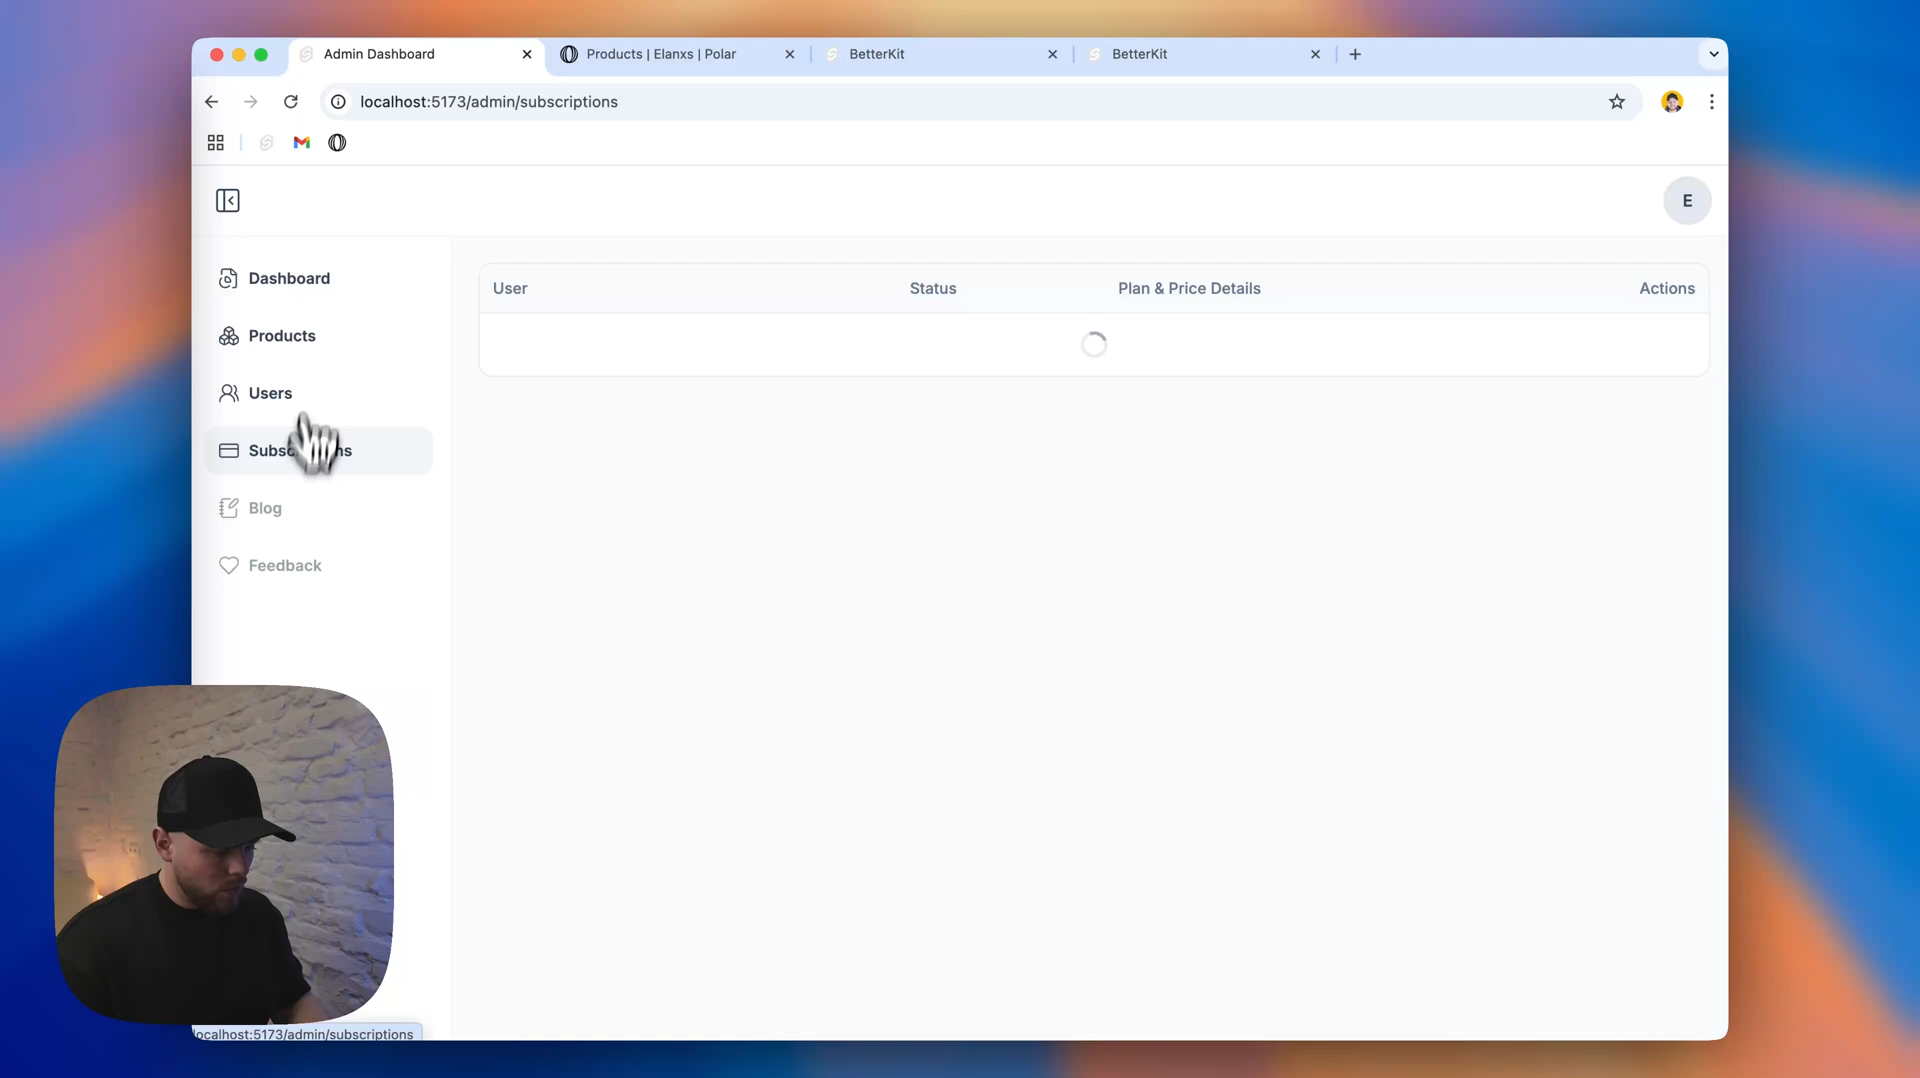 Admin Dashboard
Products | Elanxs | Polar
BetterKit
BetterKit
localhost:5173/admin/subscriptions
E
Dashboard
Products
Users
Blog
Feedback
User Status Plan & Price Details Actions
localhost:5173/admin/subscriptions